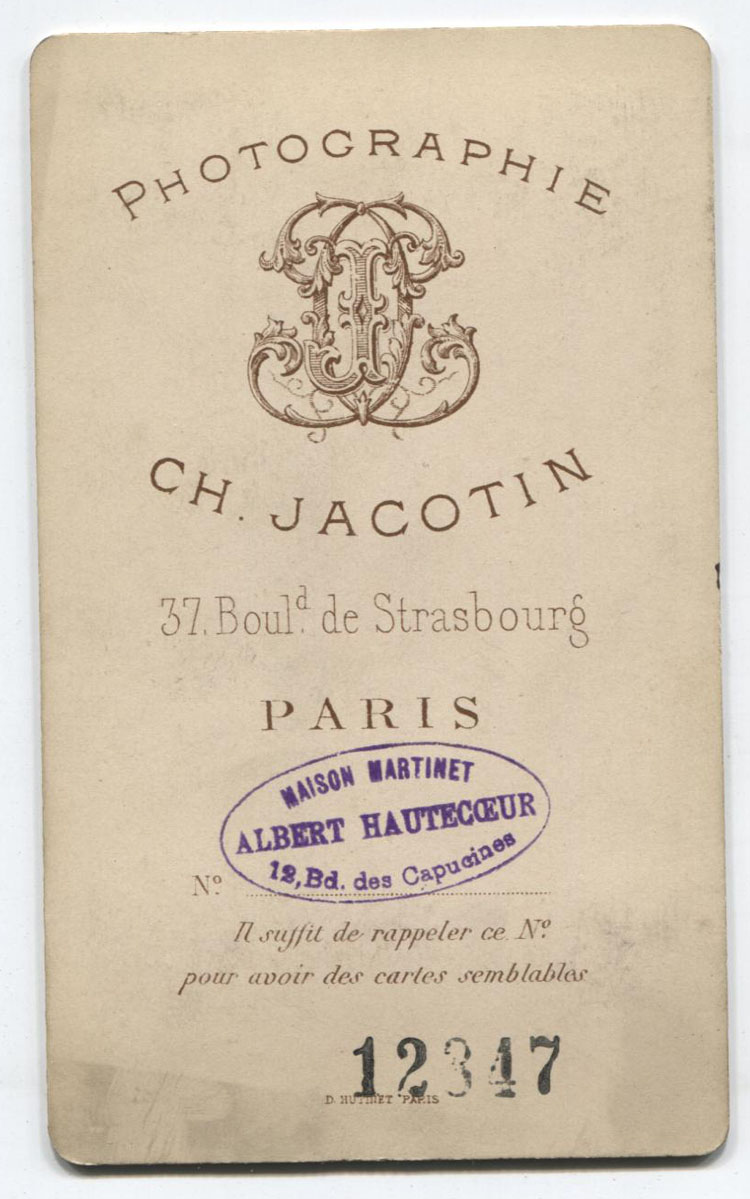 PHOTOGRAPHIE
CH. JACOTIN
37, Boul.d de Strasbourg
PARIS
MAISON MARTINET
ALBERT HAUTECŒUR
12, Bd. des Capucines
No.
Il suffit de rappeler ce No.
pour avoir des cartes semblables
12347
D. HUTINET PARIS